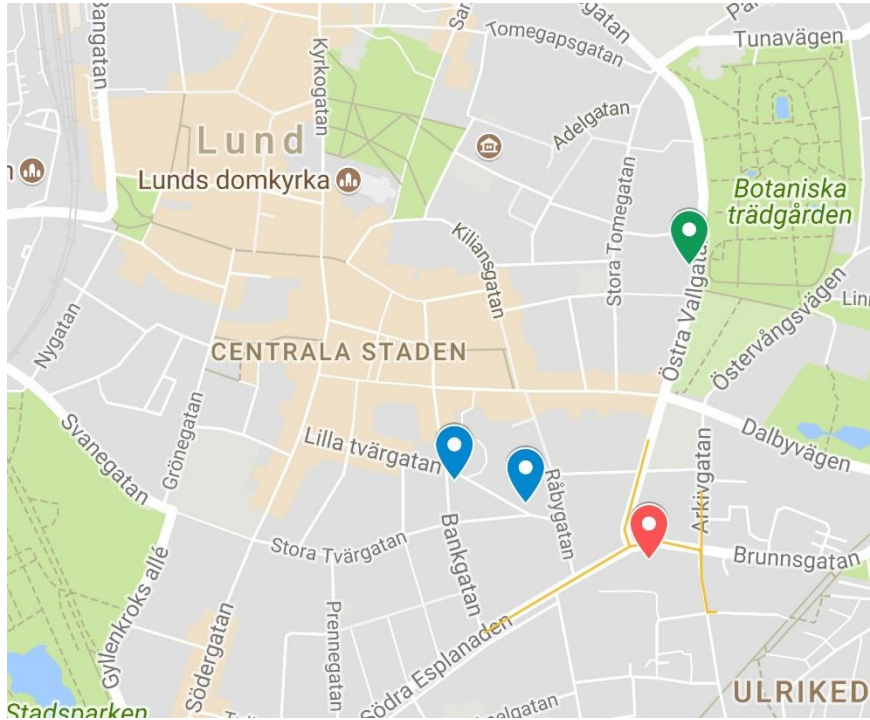 Bangatan
Kyrkogatan
Tomegapsgatan
Tunavägen
Adelgatan
Lund
Lunds domkyrka
Botaniska
trädgården
Kiliansgatan
Stora Tomegatan
Östra Vallgatan
Östervångsvägen
Nygatan
CENTRALA STADEN
Svanegatan
Grönegatan
Lilla tvärgatan
Dalbyvägen
Råbygatan
Arkivgatan
Stora Tvärgatan
Bankgatan
Brunnsgatan
Gyllenkroks allé
Södergatan
Prennegatan
Södra Esplanaden
ULRIKED
Stadsparken